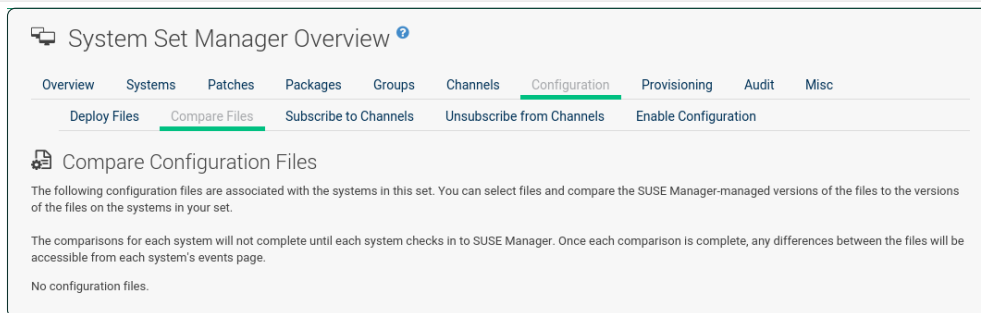 System Set Manager Overview ?
Overview Systems Patches Packages Groups Channels Configuration Provisioning Audit Misc
Deploy Files Compare Files Subscribe to Channels Unsubscribe from Channels Enable Configuration
Compare Configuration Files
The following configuration files are associated with the systems in this set. You can select files and compare the SUSE Manager-managed versions of the files to the versions
of the files on the systems in your set.
The comparisons for each system will not complete until each system checks in to SUSE Manager. Once each comparison is complete, any differences between the files will be
accessible from each system's events page.
No configuration files.